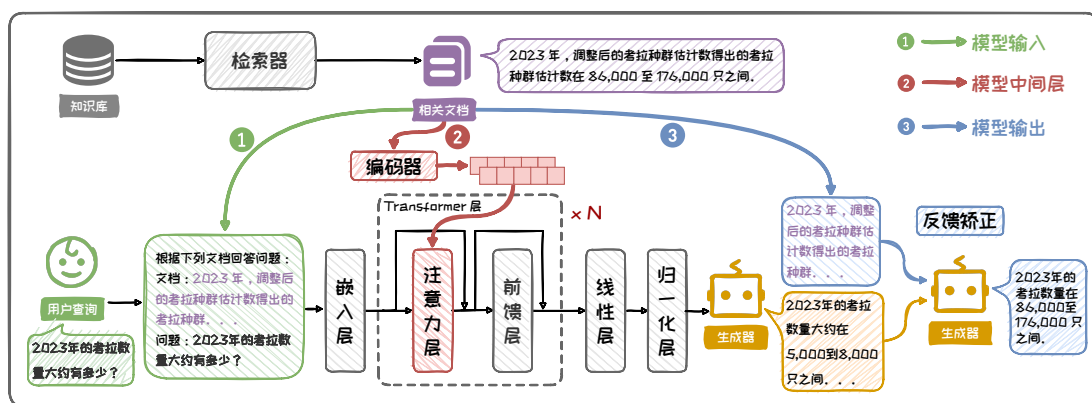 知识库
检索器
相关文档
2023 年，调整后的考拉种群估计数得出的考拉
种群估计数在 86,000 至 176,000 只之间.
1 模型输入
2 模型中间层
3 模型输出
1
2
3
编码器
Transformer 层
× N
用户查询
2023年的考拉数
量大约有多少？
根据下列文档回答问题：
文档：2023 年，调整后
的考拉种群估计数得出的
考拉种群. . .
问题：2023年的考拉数
量大约有多少？
嵌入层
注意力层
前馈层
线性层
归一化层
生成器
2023年的考拉
数量大约在
5,000到8,000
只之间. . .
2023 年，调整
后的考拉种群估
计数得出的考拉
种群. . .
反馈矫正
生成器
2023年的
考拉数量在
86,000至
176,000 只
之间.